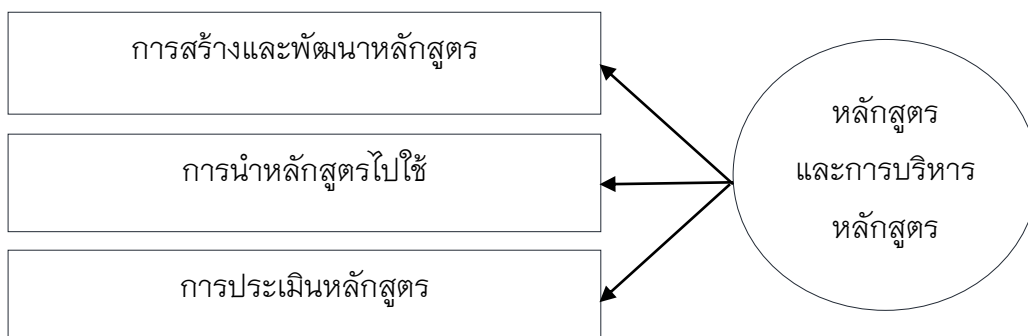 การสร้างและพัฒนาหลักสูตร
การนำหลักสูตรไปใช้
การประเมินหลักสูตร
หลักสูตร
และการบริหาร
หลักสูตร